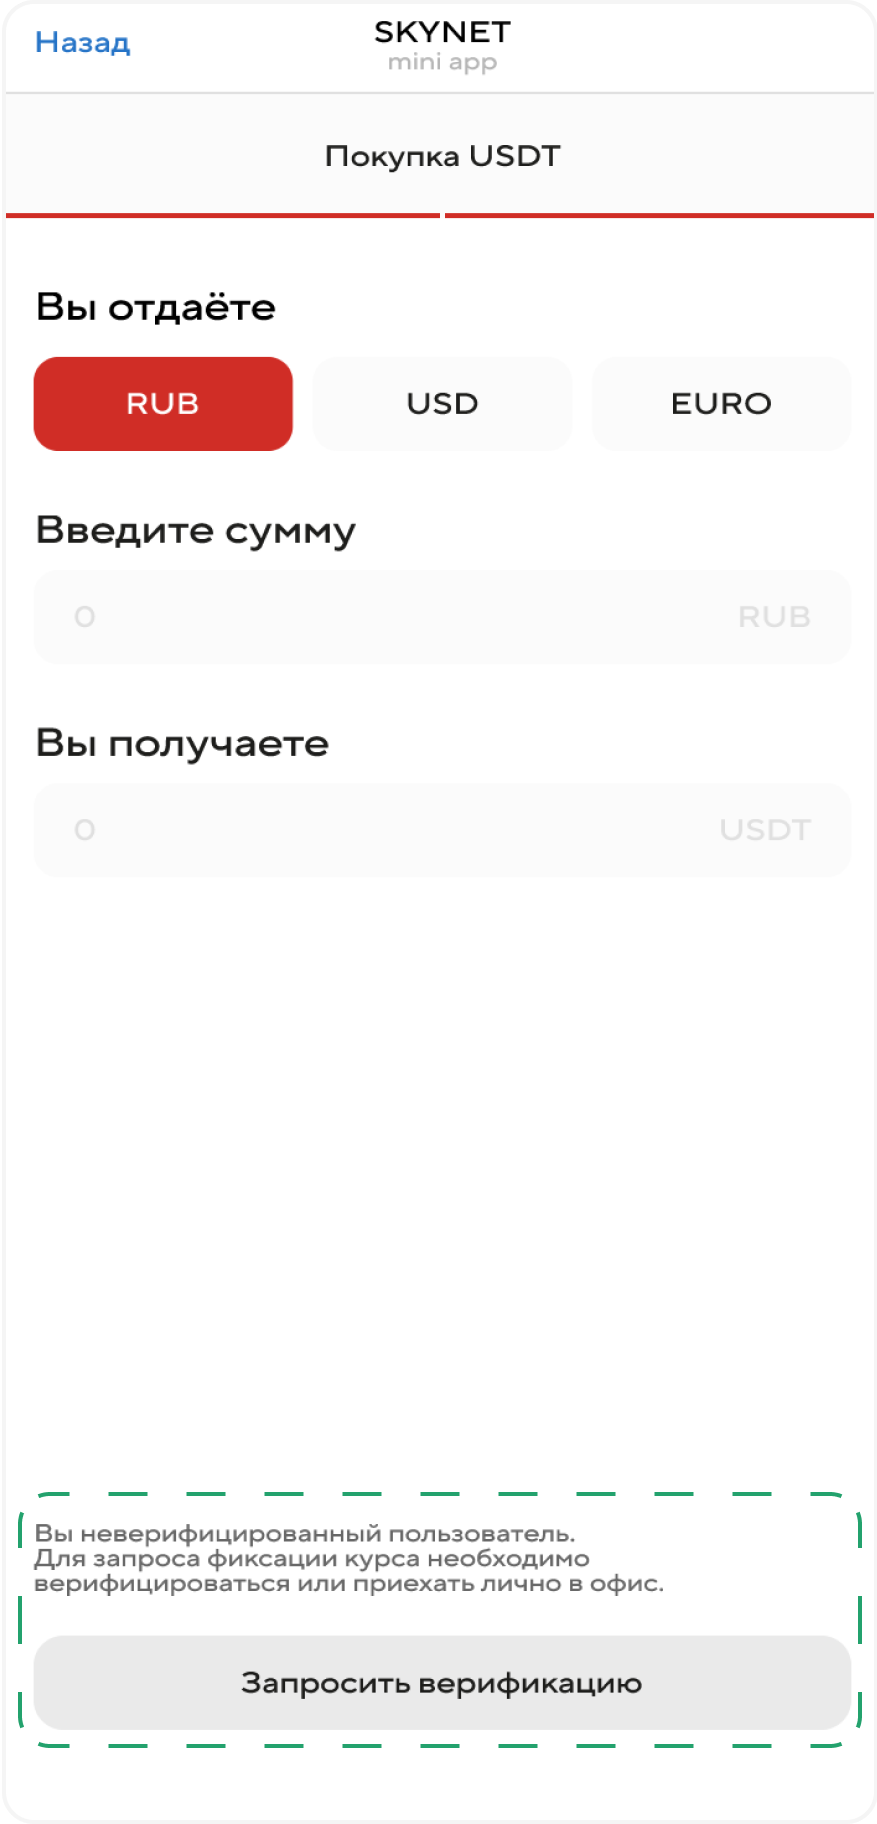 Назад
SKYNET
mini app
Покупка USDT
Вы отдаёте
RUB
USD
EURO
Введите сумму
0
RUB
Вы получаете
0
USDT
Вы неверифицированный пользователь.
Для запроса фиксации курса необходимо
верифицироваться или приехать лично в офис.
Запросить верификацию